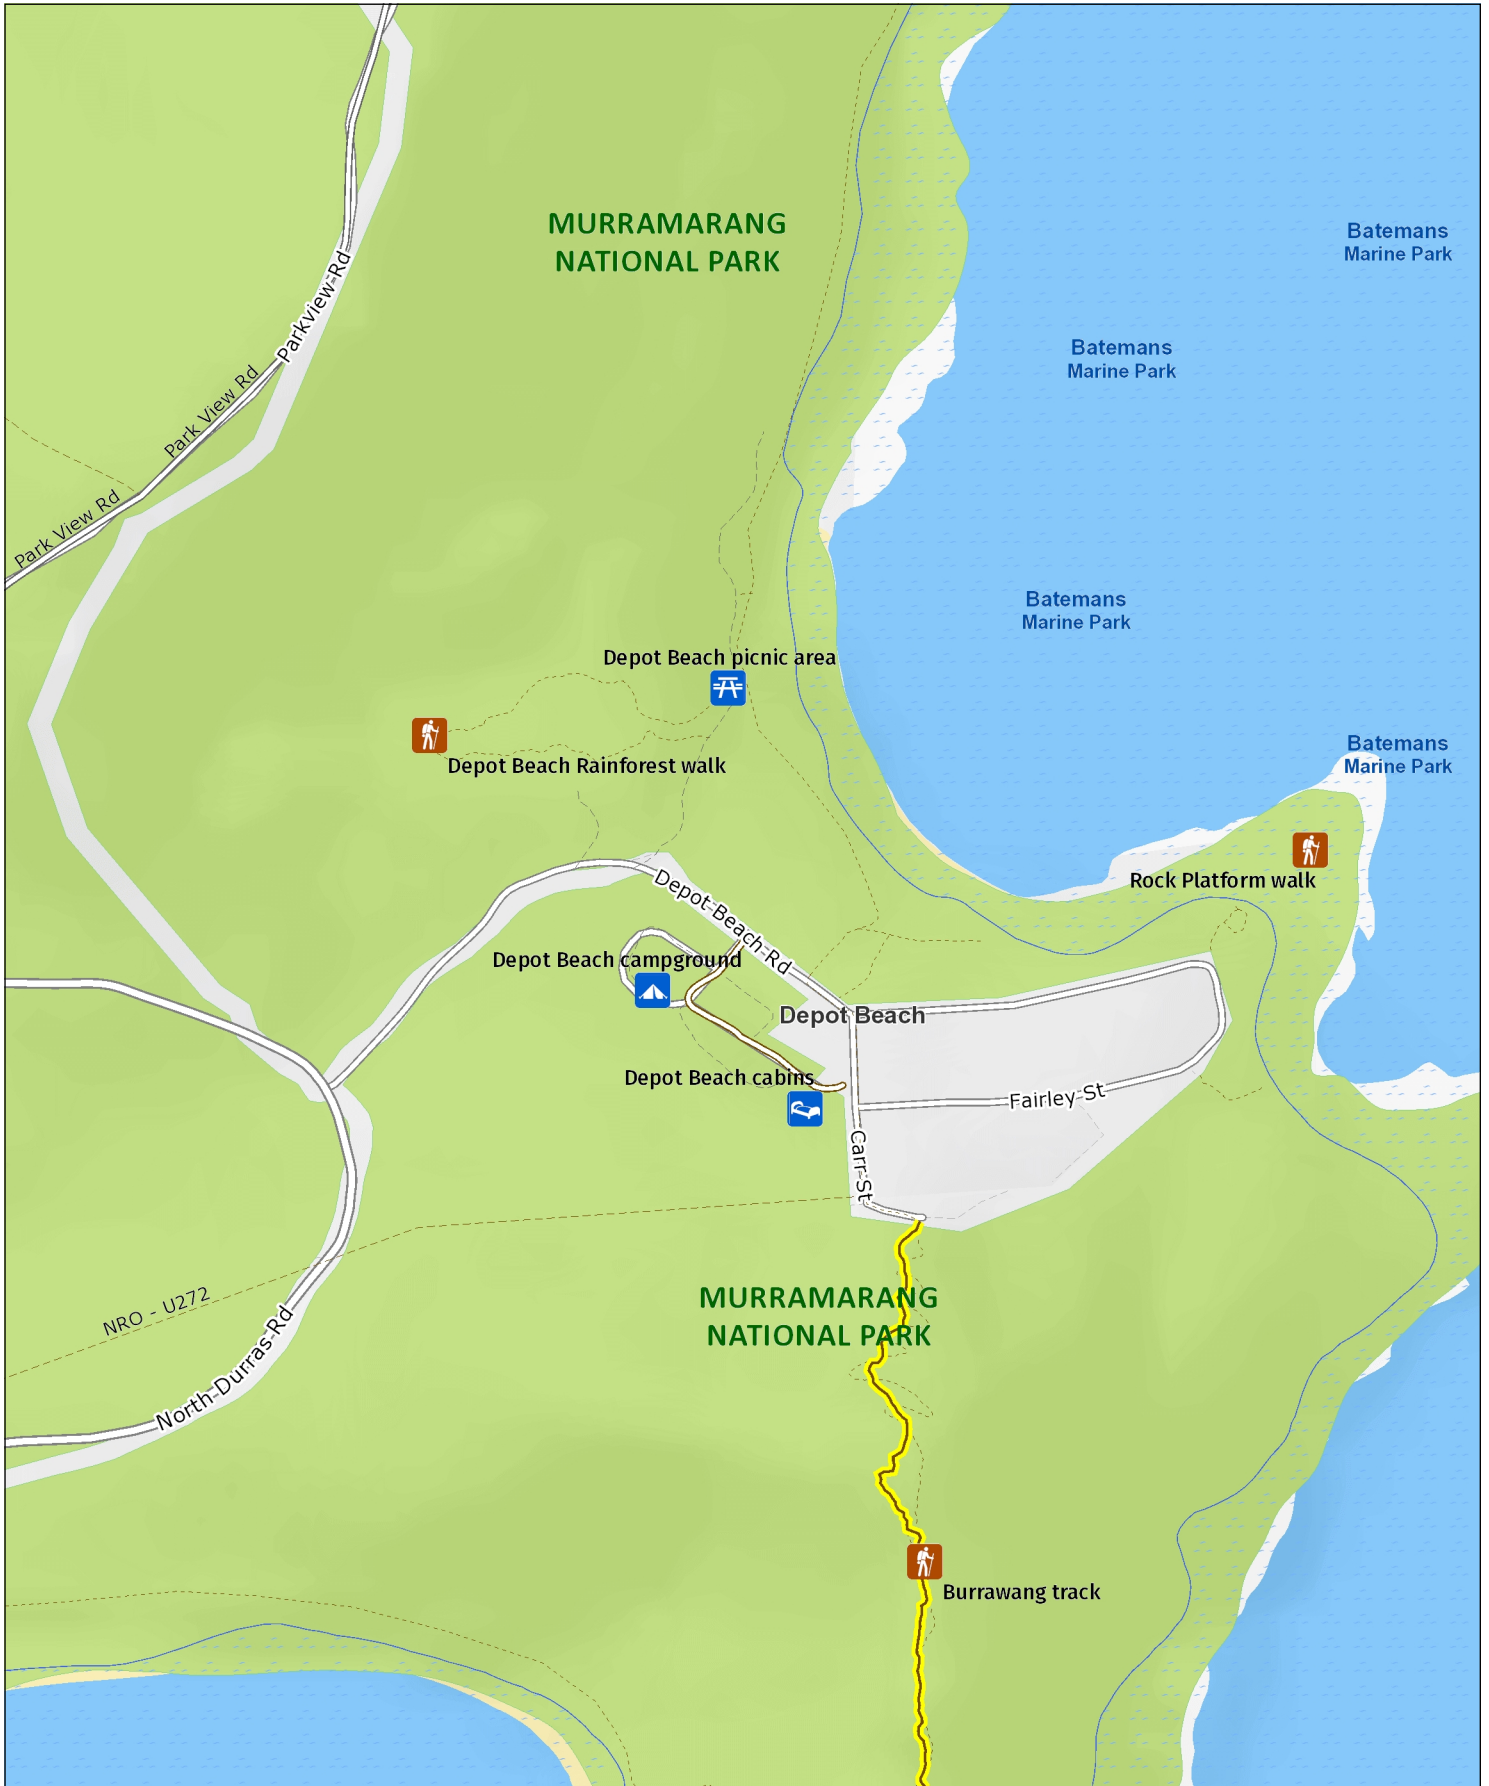 MURRAMARANG
NATIONAL PARK
Batemans
Marine Park
Parkview Rd
Batemans
Marine Park
Park View Rd
Park View Rd
Batemans
Marine Park
Depot Beach picnic area
Batemans
Marine Park
Depot Beach Rainforest walk
Rock Platform walk
Depot Beach Rd
Depot Beach campground
Depot Beach
Depot Beach cabins
Fairley St
Carr St
MURRAMARANG
NATIONAL PARK
NRO - U272
North Durras Rd
Burrawang track